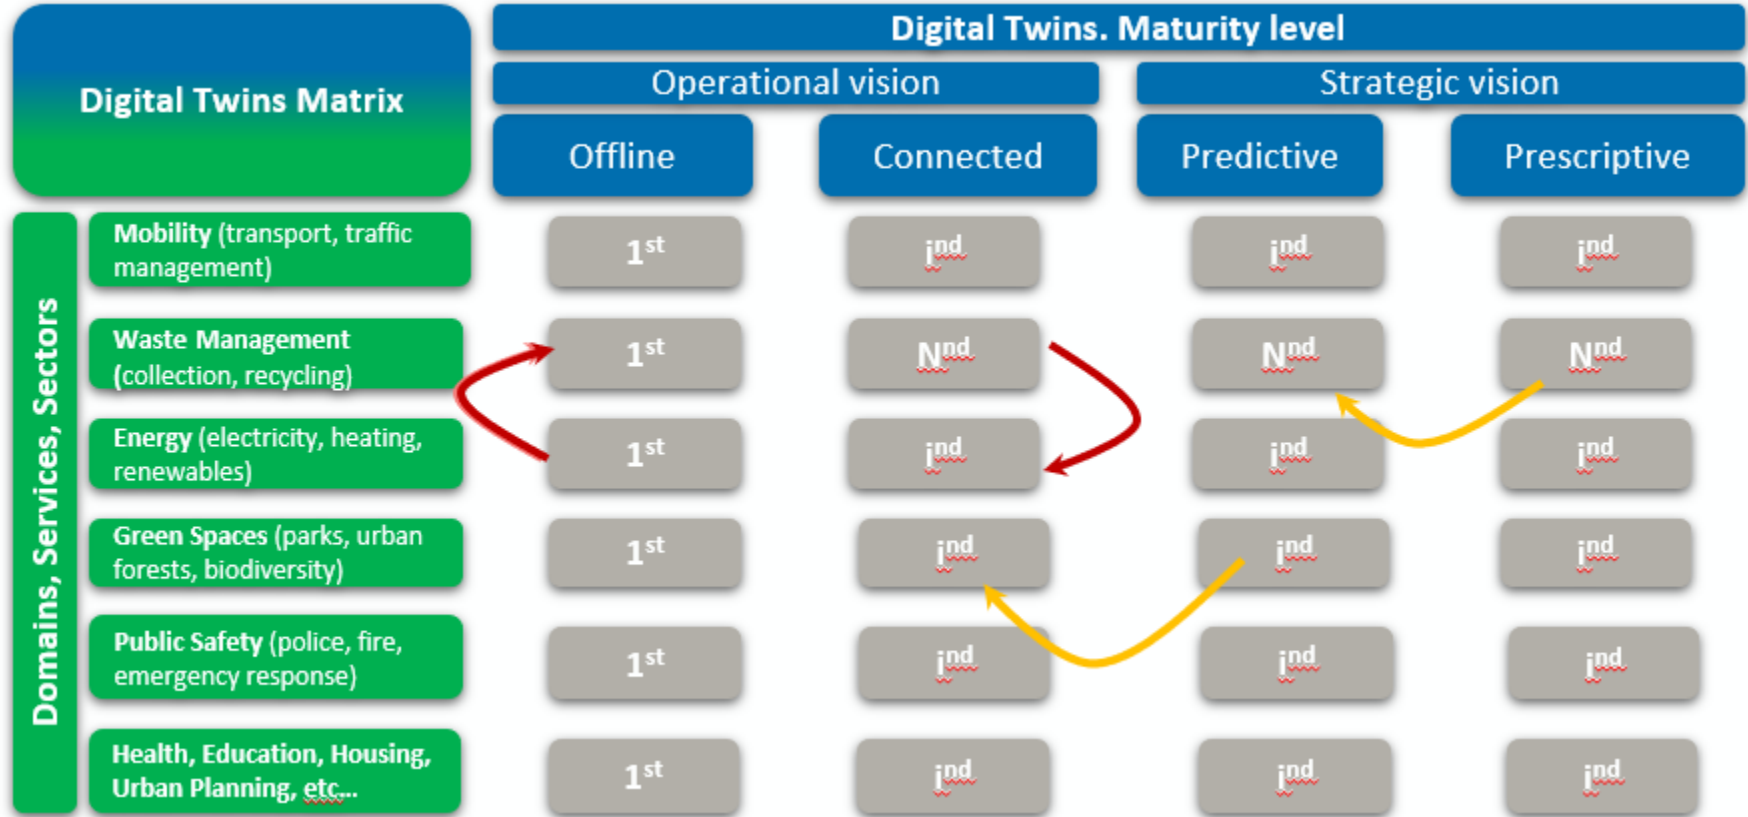 Digital Twins Matrix
Digital Twins. Maturity level
Operational vision
Strategic vision
Offline
Connected
Predictive
Prescriptive
Domains, Services, Sectors
Mobility (transport, traffic
management)
1st
ind
ind
ind
Waste Management
(collection, recycling)
1st
Nnd
Nnd
Nnd
Energy (electricity, heating,
renewables)
1st
ind
ind
ind
Green Spaces (parks, urban
forests, biodiversity)
1st
ind
ind
ind
Public Safety (police, fire,
emergency response)
1st
ind
ind
ind
Health, Education, Housing,
Urban Planning, etc...
1st
ind
ind
ind